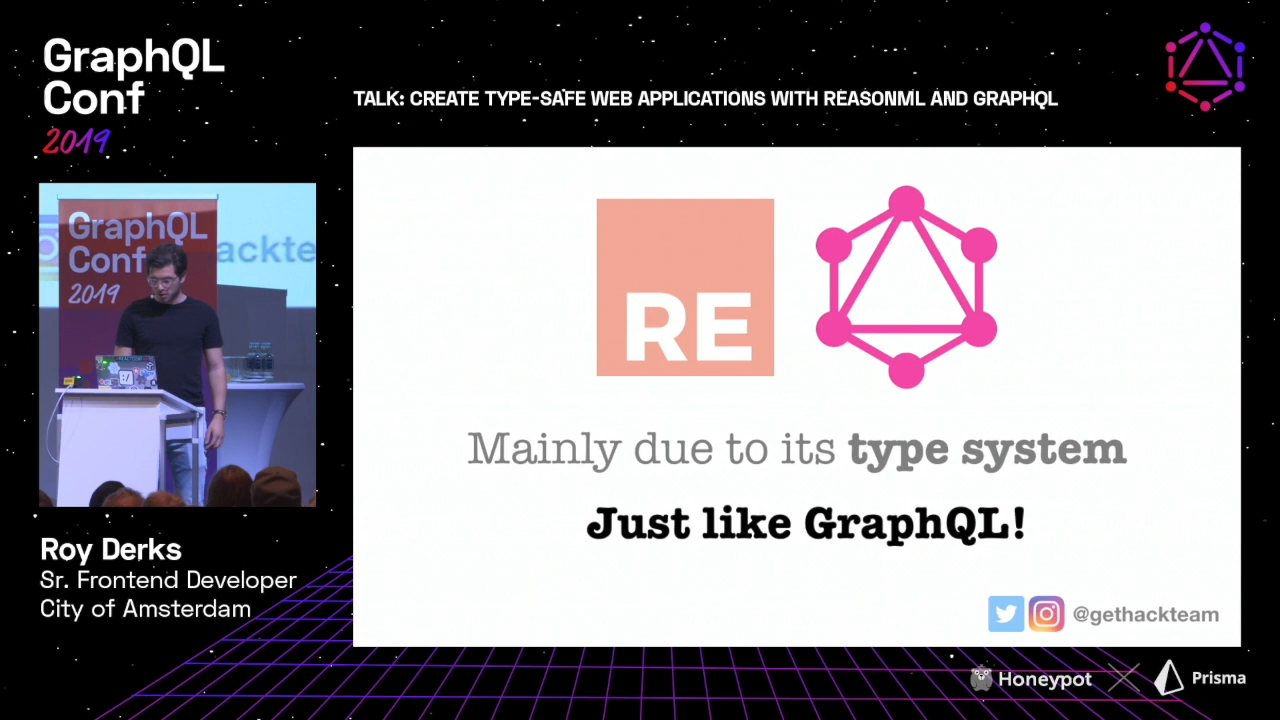 GraphQL
Conf
2019
TALK: CREATE TYPE-SAFE WEB APPLICATIONS WITH REASONML AND GRAPHQL
GraphQL
Conf
2019
ackte
RE
Mainly due to its type system
Just like GraphQL!
@gethackteam
Roy Derks
Sr. Frontend Developer
City of Amsterdam
Honeypot
Prisma